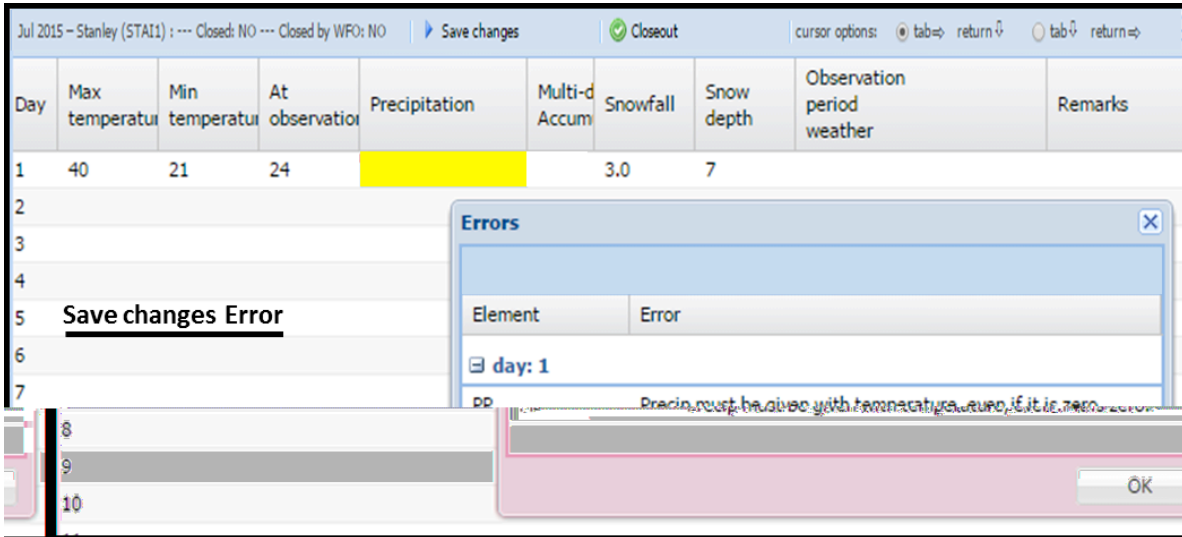 Jul 2015 – Stanley (STAI1) : --- Closed: NO --- Closed by WFO: NO Save changes Closeout cursor options: tab⇨ return⇩ tab⇩ return⇨
Day Max temperatur Min temperatur At observation Precipitation Multi-d Accum Snowfall Snow depth Observation period weather Remarks
1 40 21 24 3.0 7
2
Errors
3
4
Element Error
5 Save changes Error
6
day: 1
7
PP Precip must be given with temperature, even if it is zero.
8
9
10
OK